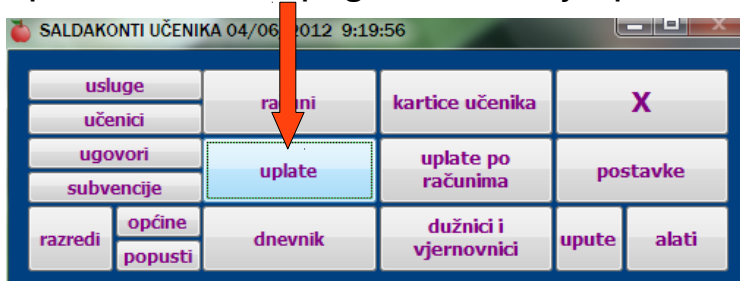 SALDAKONTI UČENIKA 04/06/2012 9:19:56
usluge
učenici
računi
kartice učenika
X
ugovori
subvencije
uplate
uplate po
računima
postavke
razredi
općine
popusti
dnevnik
dužnici i
vjernovnici
upute
alati